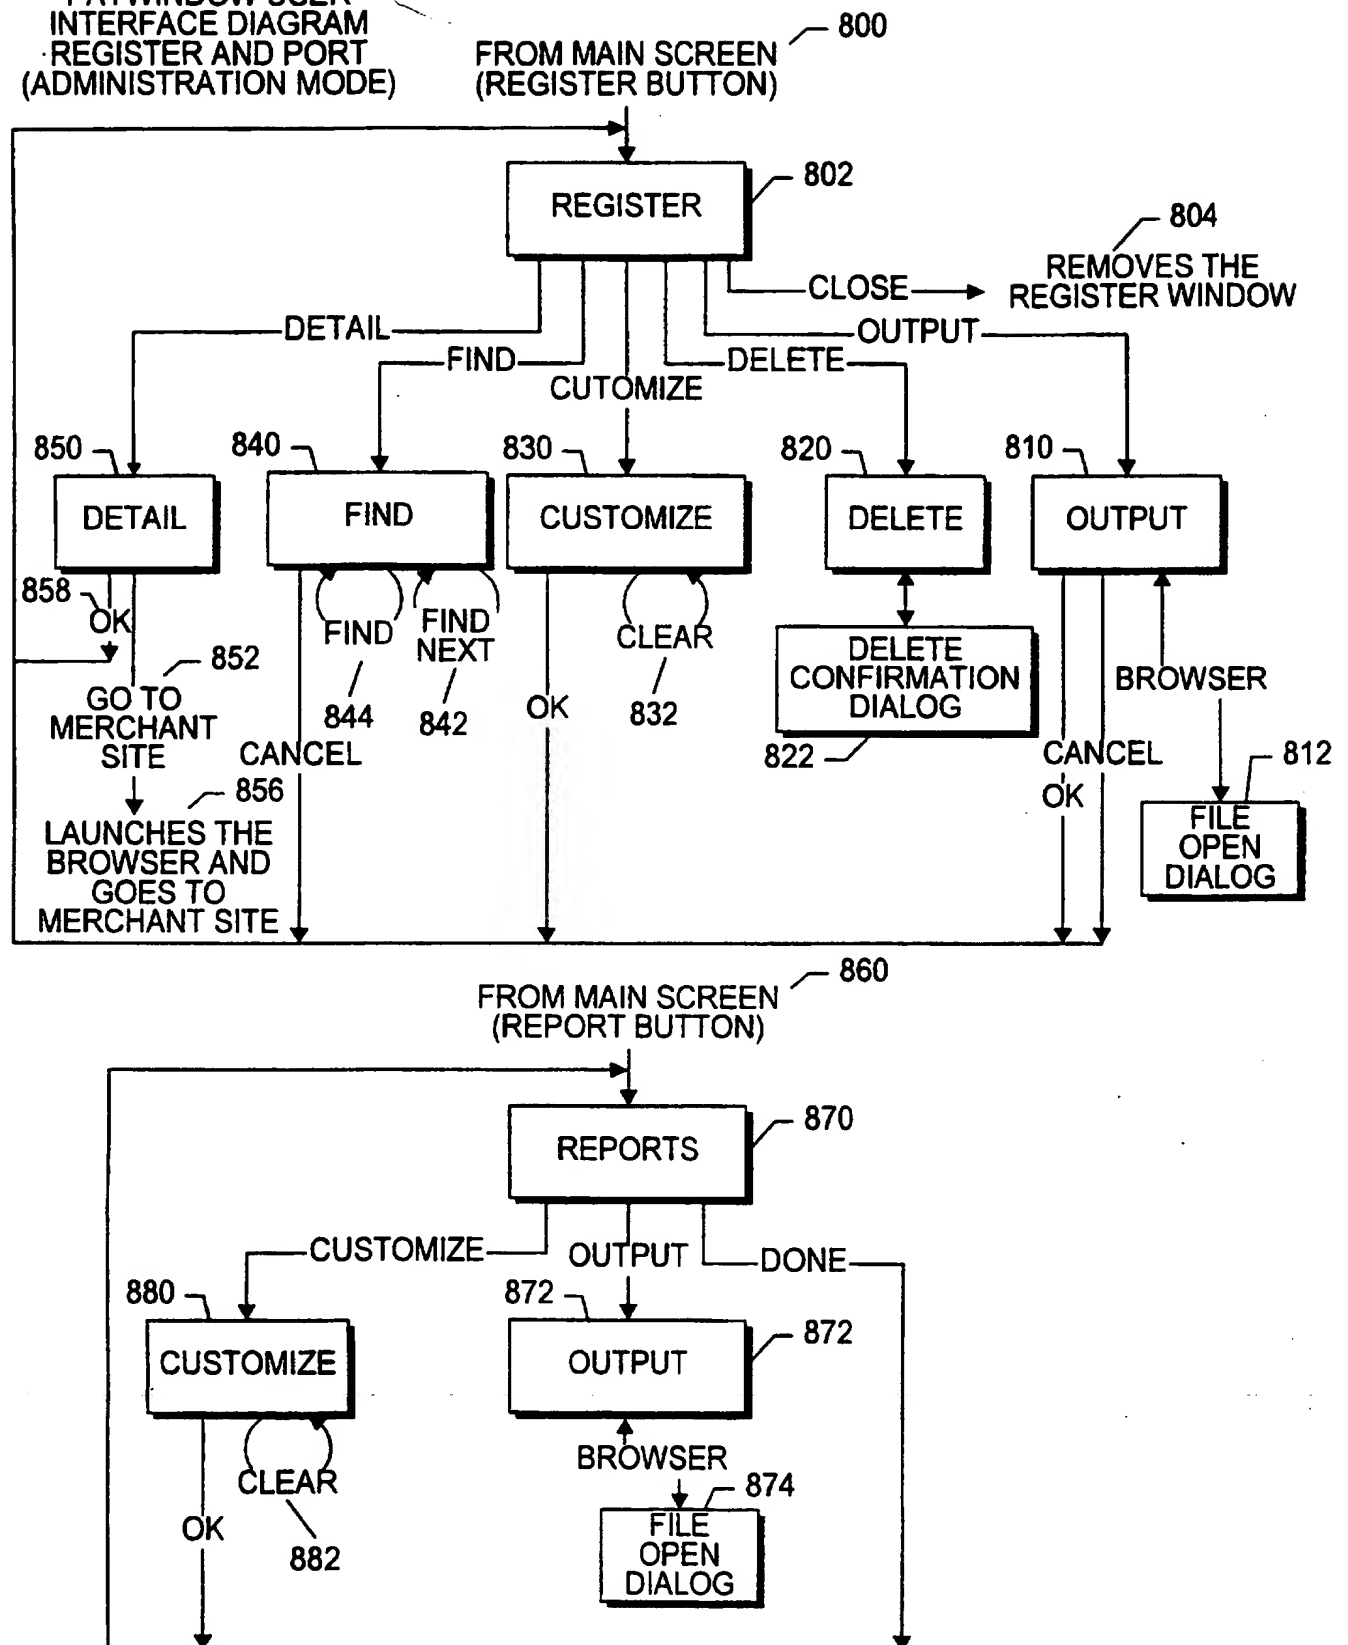 INTERFACE DIAGRAM
REGISTER AND PORT
(ADMINISTRATION MODE)
800
FROM MAIN SCREEN
(REGISTER BUTTON)
REGISTER
802
804
REMOVES THE
REGISTER WINDOW
CLOSE
DETAIL
OUTPUT
FIND
DELETE
CUTOMIZE
850
840
830
820
810
DETAIL
FIND
CUSTOMIZE
DELETE
OUTPUT
858
OK
FIND
FIND
NEXT
CLEAR
DELETE
CONFIRMATION
DIALOG
BROWSER
852
GO TO
MERCHANT
SITE
844
842
OK
832
822
CANCEL
CANCEL
OK
812
856
LAUNCHES THE
BROWSER AND
GOES TO
MERCHANT SITE
FILE
OPEN
DIALOG
860
FROM MAIN SCREEN
(REPORT BUTTON)
REPORTS
870
CUSTOMIZE
OUTPUT
DONE
880
872
872
CUSTOMIZE
OUTPUT
BROWSER
CLEAR
874
OK
882
FILE
OPEN
DIALOG